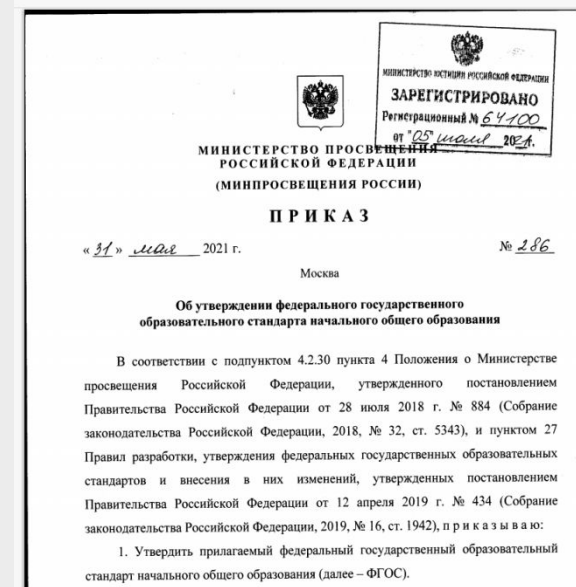 МИНИСТЕРСТВО ЮСТИЦИИ РОССИЙСКОЙ ФЕДЕРАЦИИ
ЗАРЕГИСТРИРОВАНО
Регистрационный № 64100
от "05" июля 2021г.
МИНИСТЕРСТВО ПРОСВЕЩЕНИЯ
РОССИЙСКОЙ ФЕДЕРАЦИИ
(МИНПРОСВЕЩЕНИЯ РОССИИ)
ПРИКАЗ
« 31 » мая 2021 г. № 286
Москва
Об утверждении федерального государственного
образовательного стандарта начального общего образования
В соответствии с подпунктом 4.2.30 пункта 4 Положения о Министерстве
просвещения Российской Федерации, утвержденного постановлением
Правительства Российской Федерации от 28 июля 2018 г. № 884 (Собрание
законодательства Российской Федерации, 2018, № 32, ст. 5343), и пунктом 27
Правил разработки, утверждения федеральных государственных образовательных
стандартов и внесения в них изменений, утвержденных постановлением
Правительства Российской Федерации от 12 апреля 2019 г. № 434 (Собрание
законодательства Российской Федерации, 2019, № 16, ст. 1942), п р и к а з ы в а ю:
1. Утвердить прилагаемый федеральный государственный образовательный
стандарт начального общего образования (далее – ФГОС).